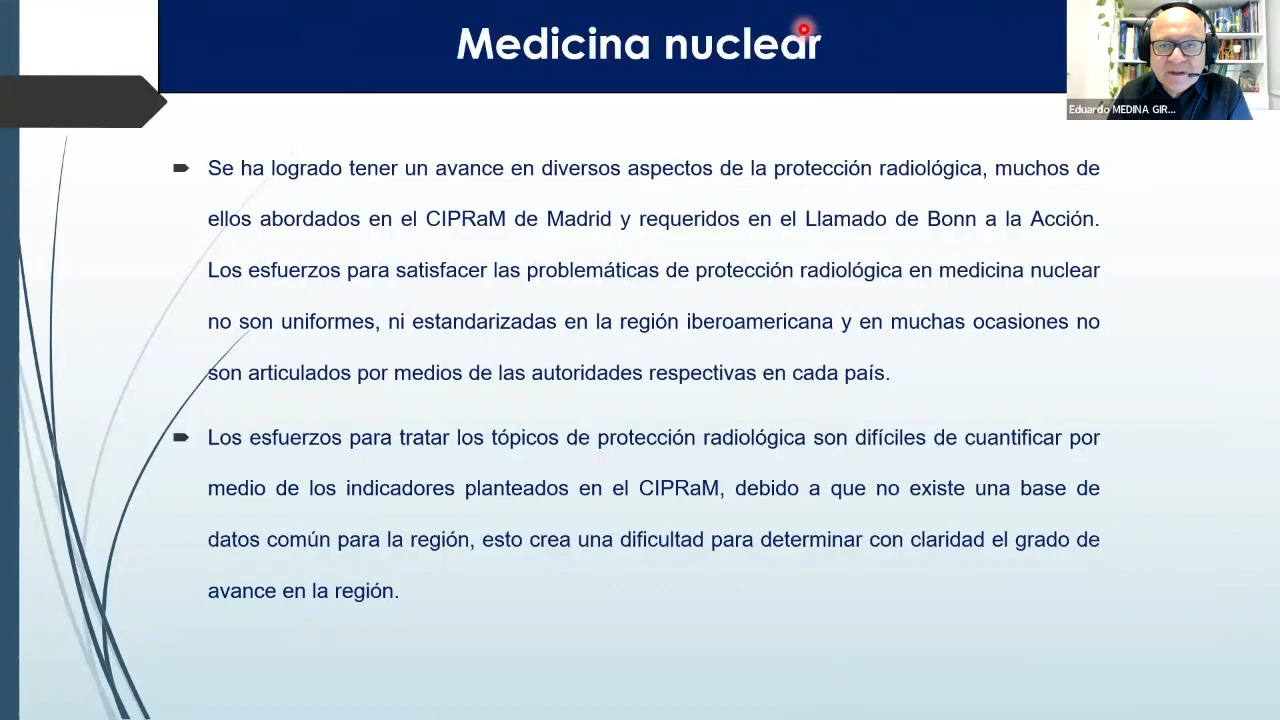 Medicina nuclear
Eduardo MEDINA GIR...
Se ha logrado tener un avance en diversos aspectos de la protección radiológica, muchos de
ellos abordados en el CIPRaM de Madrid y requeridos en el Llamado de Bonn a la Acción.
Los esfuerzos para satisfacer las problemáticas de protección radiológica en medicina nuclear
no son uniformes, ni estandarizadas en la región iberoamericana y en muchas ocasiones no
son articulados por medios de las autoridades respectivas en cada país.
Los esfuerzos para tratar los tópicos de protección radiológica son difíciles de cuantificar por
medio de los indicadores planteados en el CIPRaM, debido a que no existe una base de
datos común para la región, esto crea una dificultad para determinar con claridad el grado de
avance en la región.